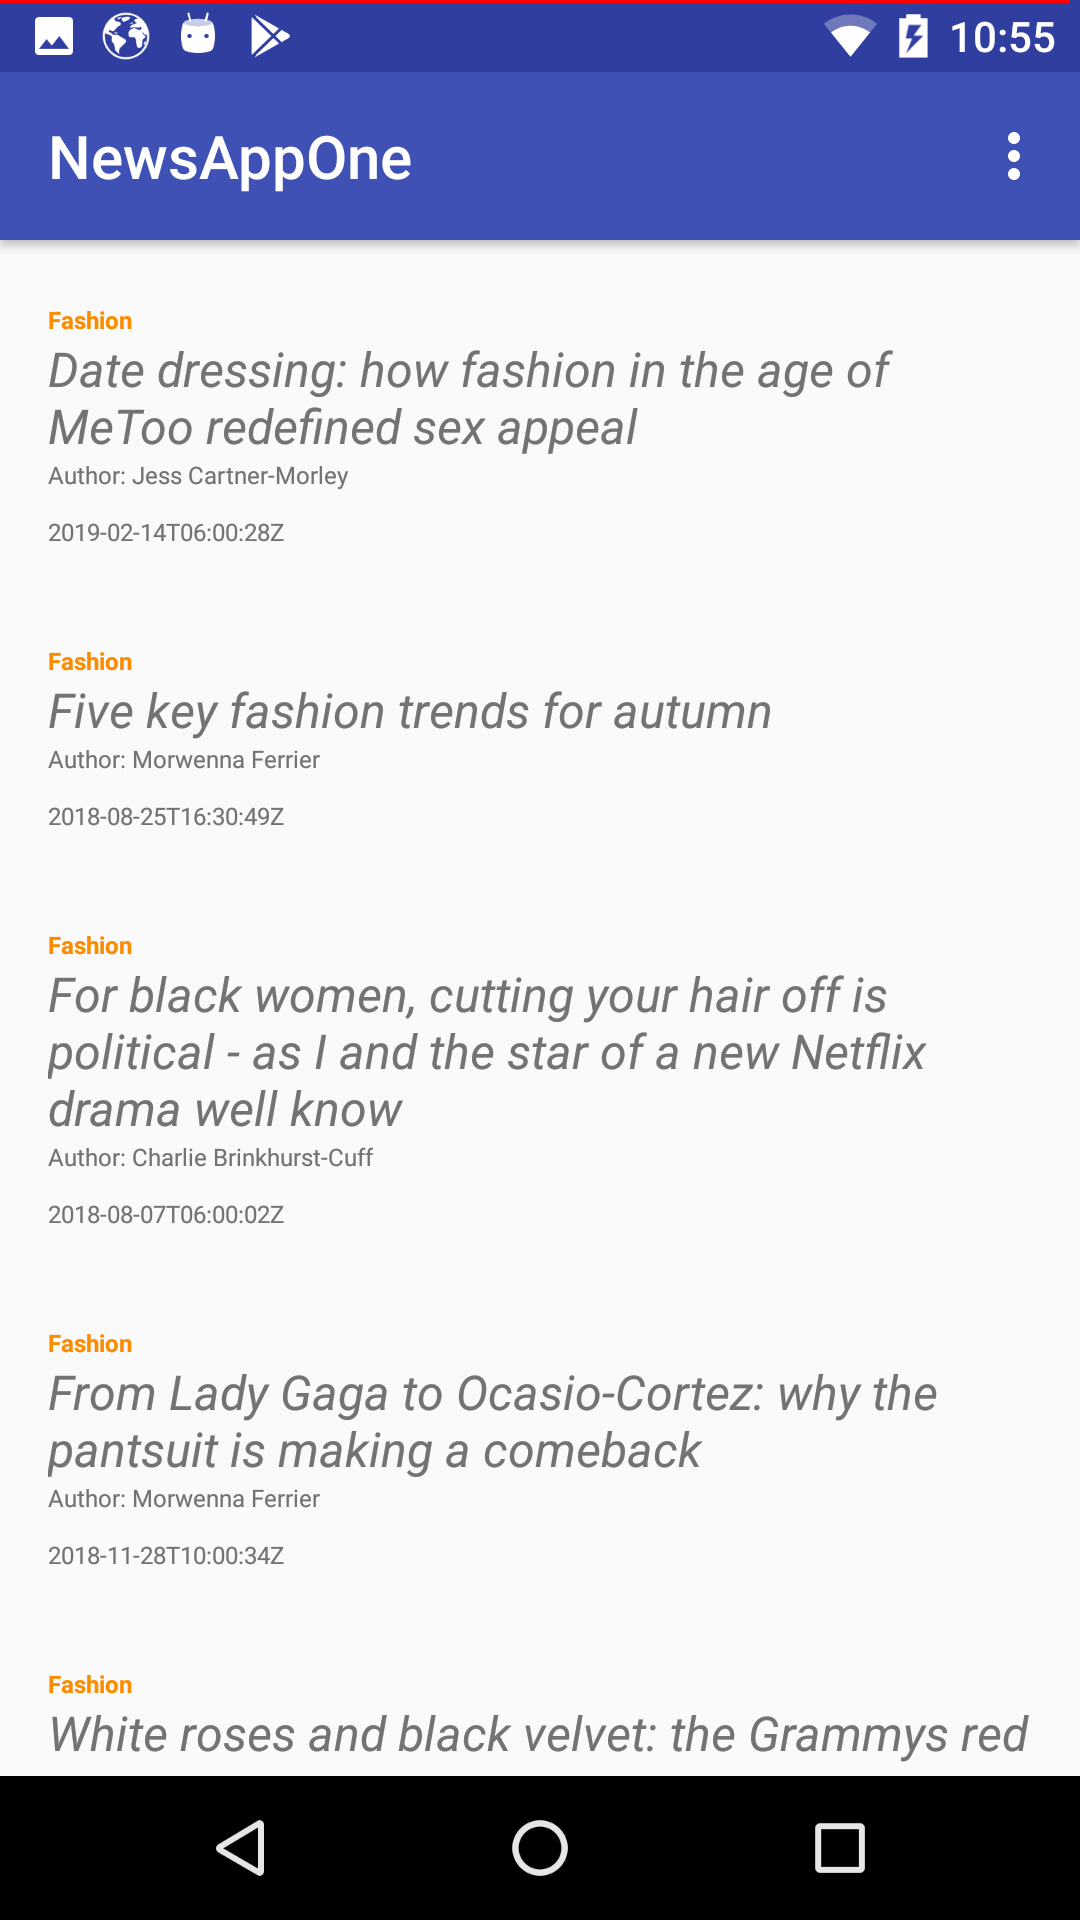 10:55
NewsAppOne
Fashion
Date dressing: how fashion in the age of
MeToo redefined sex appeal
Author: Jess Cartner-Morley
2019-02-14T06:00:28Z
Fashion
Five key fashion trends for autumn
Author: Morwenna Ferrier
2018-08-25T16:30:49Z
Fashion
For black women, cutting your hair off is
political - as I and the star of a new Netflix
drama well know
Author: Charlie Brinkhurst-Cuff
2018-08-07T06:00:02Z
Fashion
From Lady Gaga to Ocasio-Cortez: why the
pantsuit is making a comeback
Author: Morwenna Ferrier
2018-11-28T10:00:34Z
Fashion
White roses and black velvet: the Grammys red